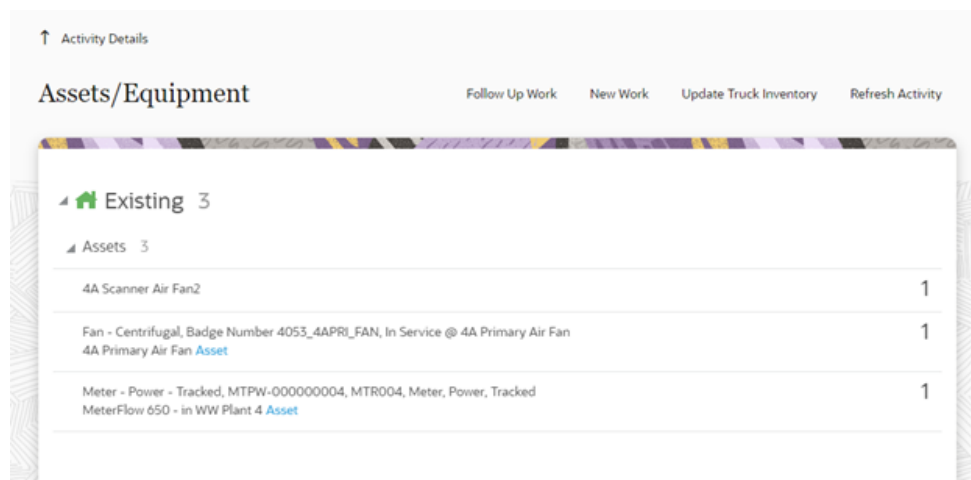 ↑ Activity Details
Assets/Equipment
Follow Up Work New Work Update Truck Inventory Refresh Activity
Existing 3
Assets 3
4A Scanner Air Fan2 1
Fan - Centrifugal, Badge Number 4053_4APRI_FAN, In Service @ 4A Primary Air Fan 1
4A Primary Air Fan Asset
Meter - Power - Tracked, MTPW-000000004, MTR004, Meter, Power, Tracked 1
MeterFlow 650 - in WW Plant 4 Asset